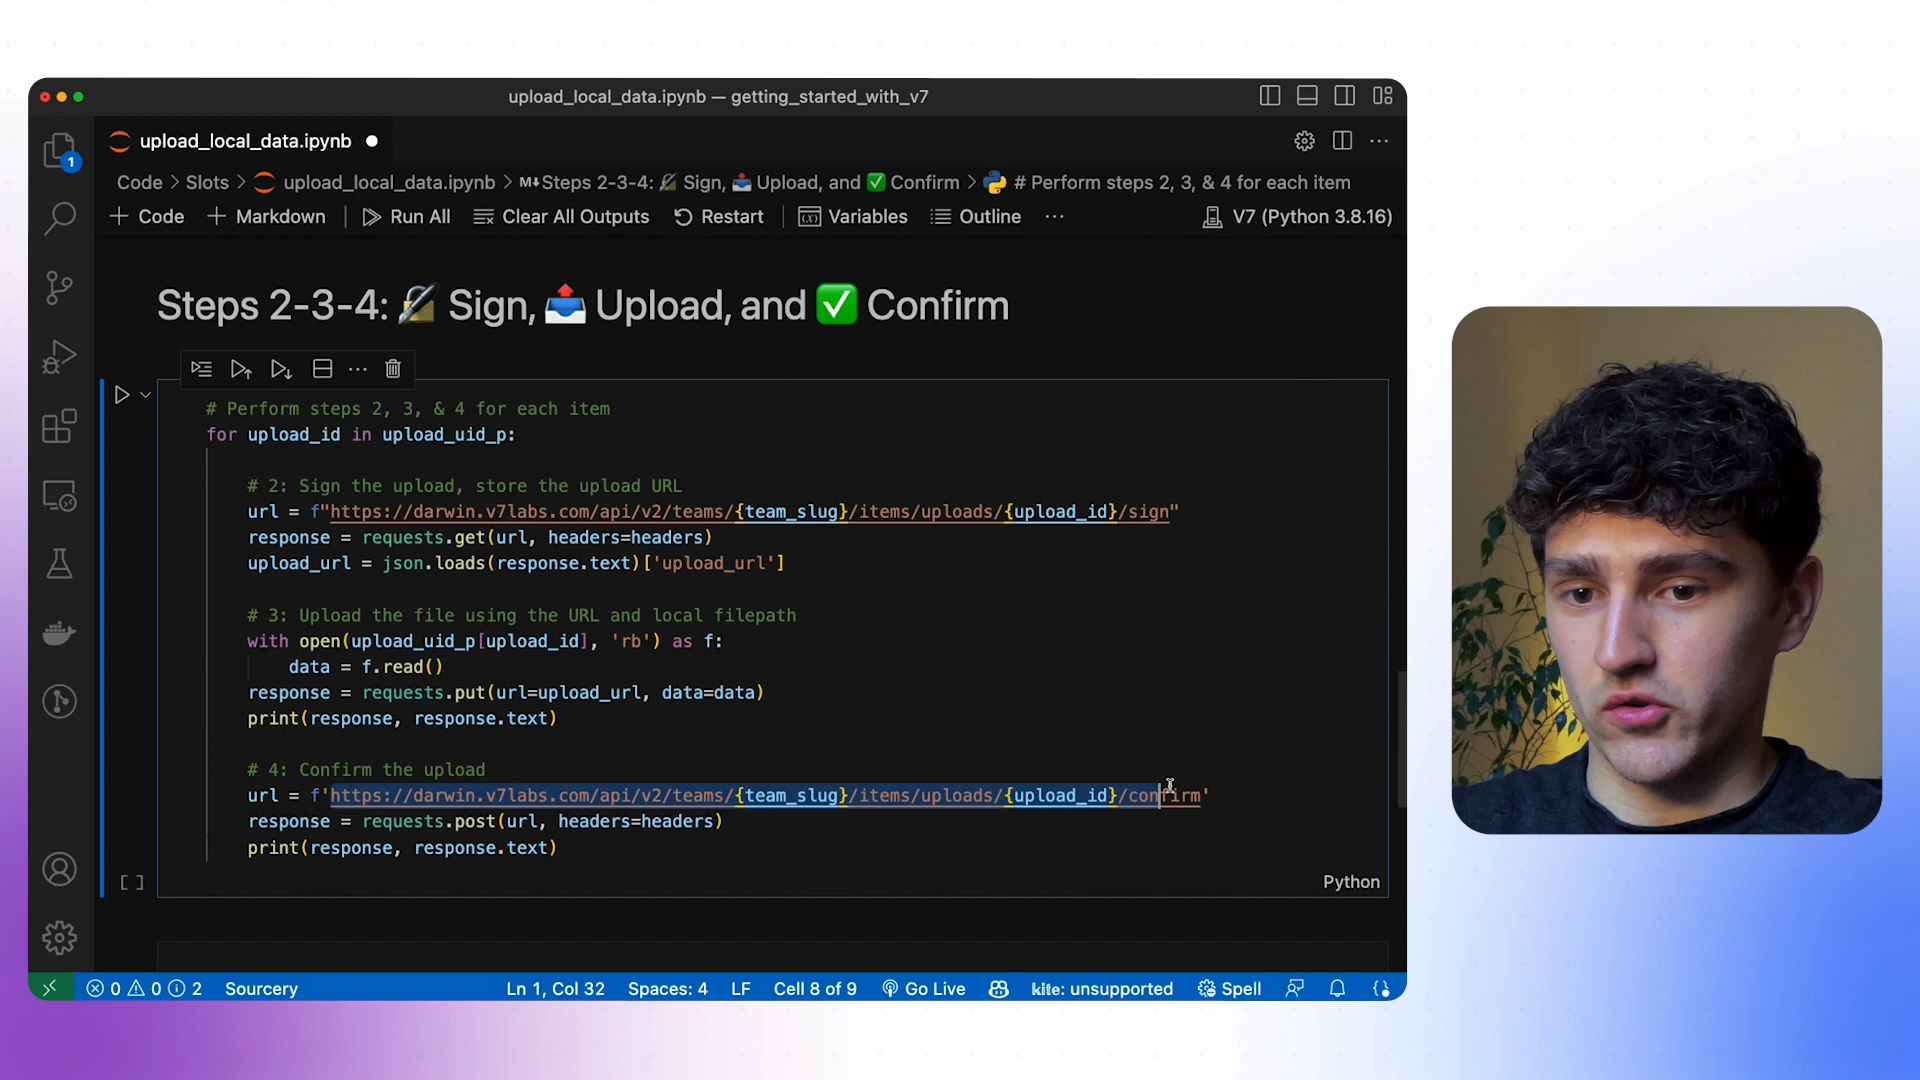 upload_local_data.ipynb — getting_started_with_v7
1
upload_local_data.ipynb
Code > Slots > upload_local_data.ipynb > M↓Steps 2-3-4: 🔏 Sign, 📤 Upload, and ✅ Confirm > # Perform steps 2, 3, & 4 for each item
+ Code + Markdown | Run All Clear All Outputs Restart | Variables Outline ··· V7 (Python 3.8.16)
Steps 2-3-4: 🔏 Sign, 📤 Upload, and ✅ Confirm
# Perform steps 2, 3, & 4 for each item
for upload_id in upload_uid_p:
# 2: Sign the upload, store the upload URL
url = f"https://darwin.v7labs.com/api/v2/teams/{team_slug}/items/uploads/{upload_id}/sign"
response = requests.get(url, headers=headers)
upload_url = json.loads(response.text)['upload_url']
# 3: Upload the file using the URL and local filepath
with open(upload_uid_p[upload_id], 'rb') as f:
data = f.read()
response = requests.put(url=upload_url, data=data)
print(response, response.text)
# 4: Confirm the upload
url = f'https://darwin.v7labs.com/api/v2/teams/{team_slug}/items/uploads/{upload_id}/confirm'
response = requests.post(url, headers=headers)
print(response, response.text)
[ ] Python
0 0 2 Sourcery Ln 1, Col 32 Spaces: 4 LF Cell 8 of 9 Go Live kite: unsupported Spell